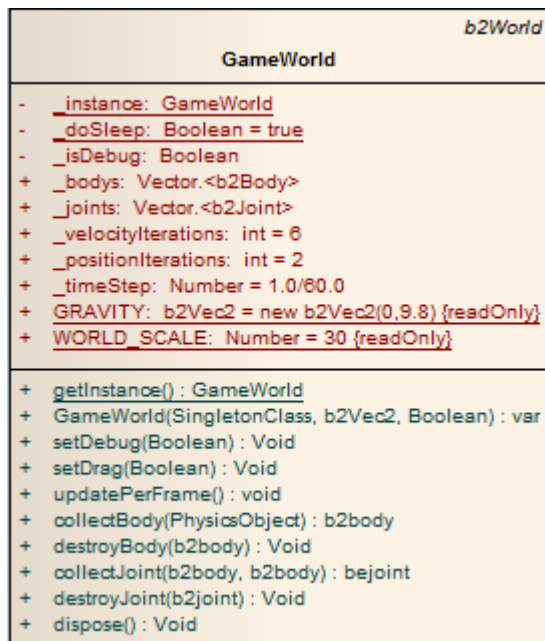 b2World
GameWorld
- _instance: GameWorld
- _doSleep: Boolean = true
- _isDebug: Boolean
+ _bodys: Vector.<b2Body>
+ _joints: Vector.<b2Joint>
+ _velocityIterations: int = 6
+ _positionIterations: int = 2
+ _timeStep: Number = 1.0/60.0
+ GRAVITY: b2Vec2 = new b2Vec2(0,9.8) {readOnly}
+ WORLD_SCALE: Number = 30 {readOnly}
+ getInstance() : GameWorld
+ GameWorld(SingletonClass, b2Vec2, Boolean) : var
+ setDebug(Boolean) : Void
+ setDrag(Boolean) : Void
+ updatePerFrame() : void
+ collectBody(PhysicsObject) : b2body
+ destroyBody(b2body) : Void
+ collectJoint(b2body, b2body) : bejoint
+ destroyJoint(b2joint) : Void
+ dispose() : Void